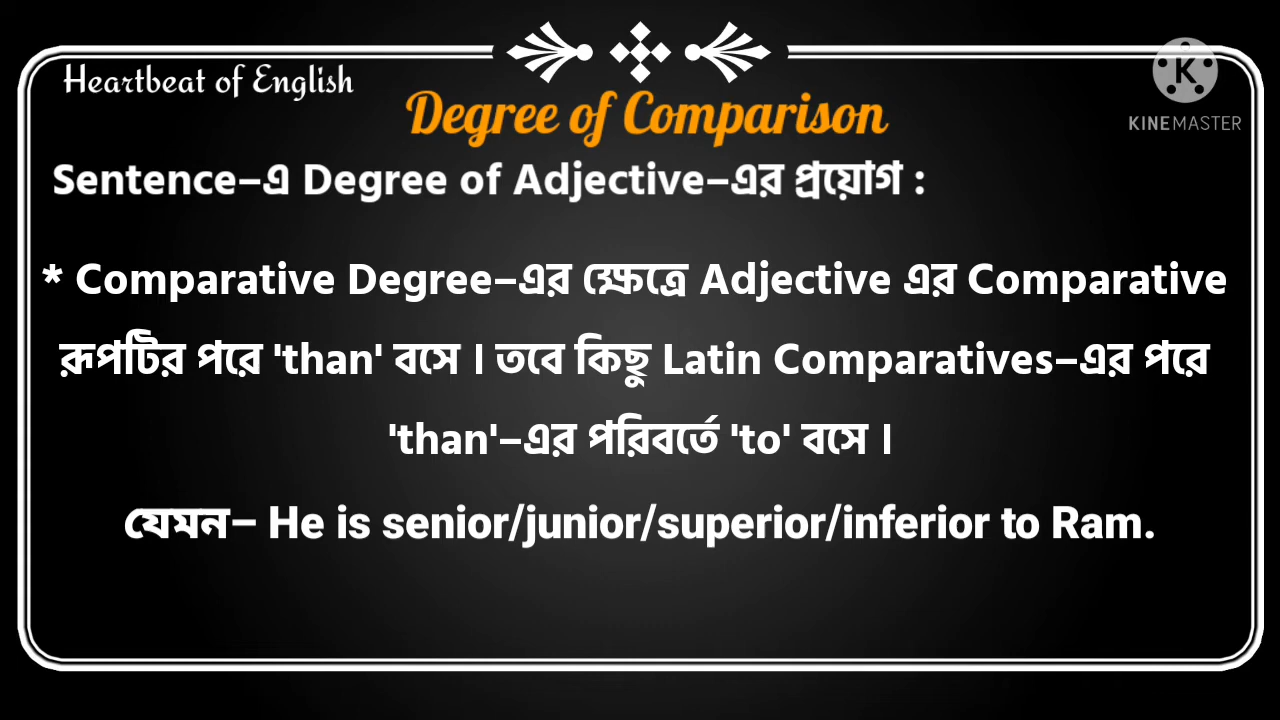 Heartbeat of English
KINEMASTER
Degree of Comparison
Sentence–এ Degree of Adjective–এর প্রয়োগ :
* Comparative Degree–এর ক্ষেত্রে Adjective এর Comparative
রূপটির পরে 'than' বসে । তবে কিছু Latin Comparatives–এর পরে
'than'–এর পরিবর্তে 'to' বসে ।
যেমন– He is senior/junior/superior/inferior to Ram.